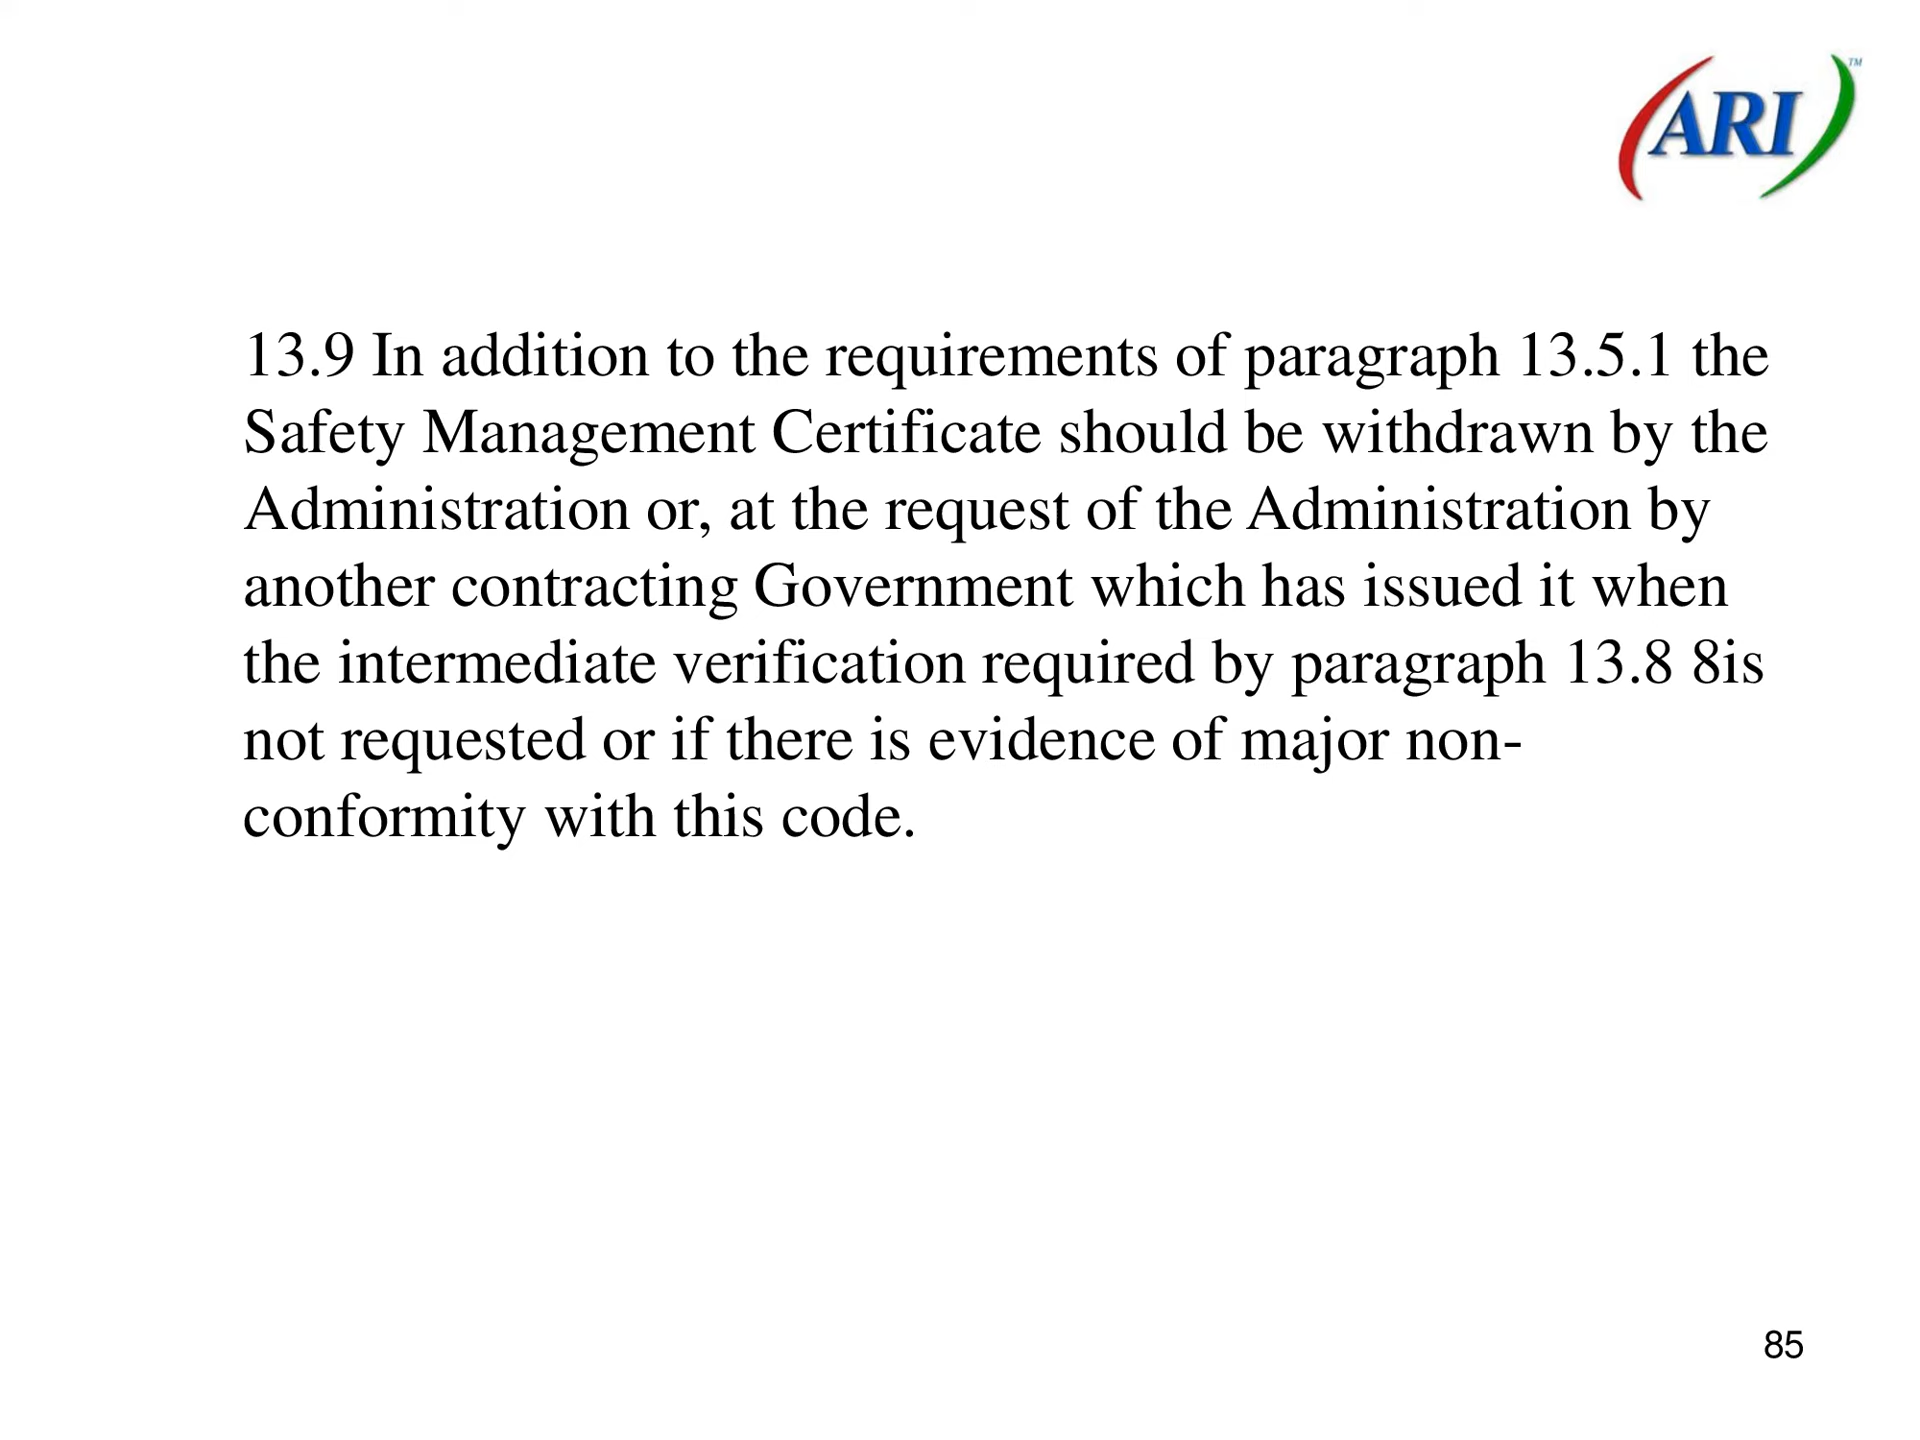 ARI TM
13.9 In addition to the requirements of paragraph 13.5.1 the
Safety Management Certificate should be withdrawn by the
Administration or, at the request of the Administration by
another contracting Government which has issued it when
the intermediate verification required by paragraph 13.8 8is
not requested or if there is evidence of major non-
conformity with this code.
85